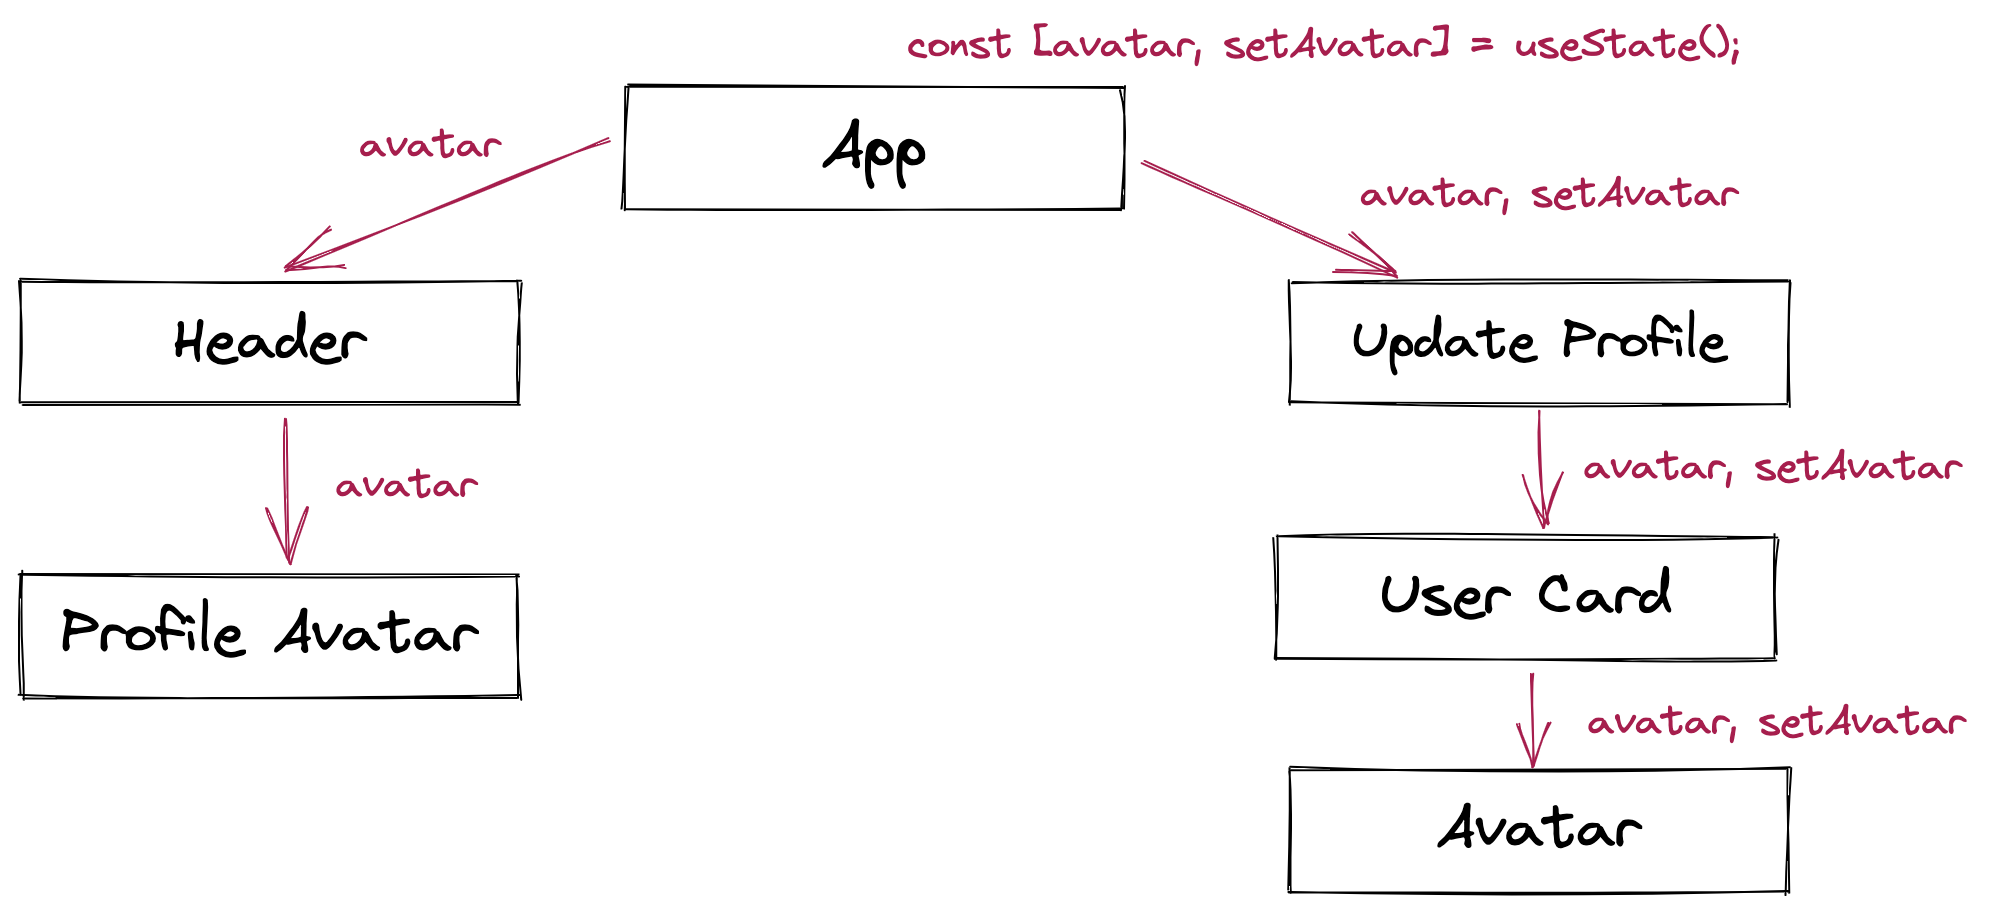 const [avatar, setAvatar] = useState();
App
avatar
avatar, setAvatar
Header
Update Profile
avatar
avatar, setAvatar
Profile Avatar
User Card
avatar, setAvatar
Avatar